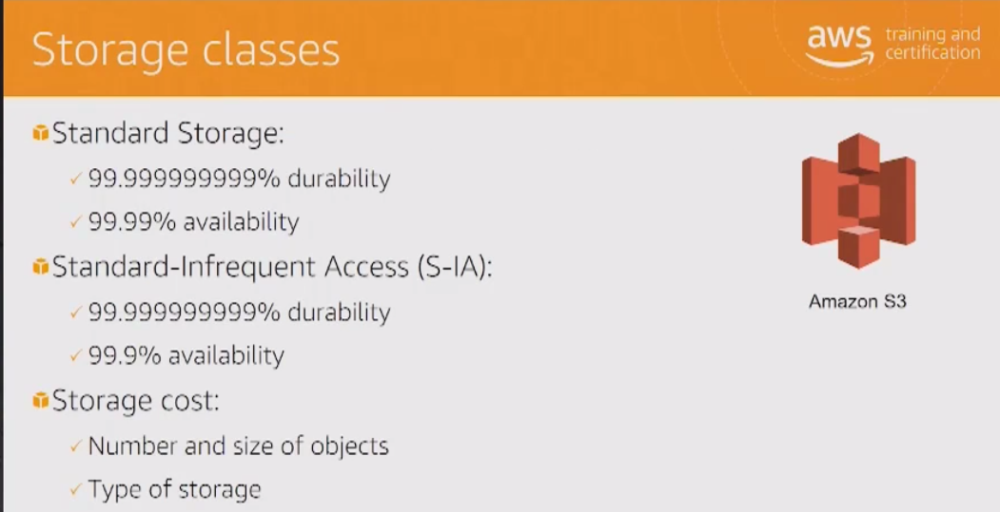 Storage classes
aws training and
certification
Standard Storage:
99.999999999% durability
99.99% availability
Standard-Infrequent Access (S-IA):
99.999999999% durability
99.9% availability
Storage cost:
Number and size of objects
Type of storage
Amazon S3